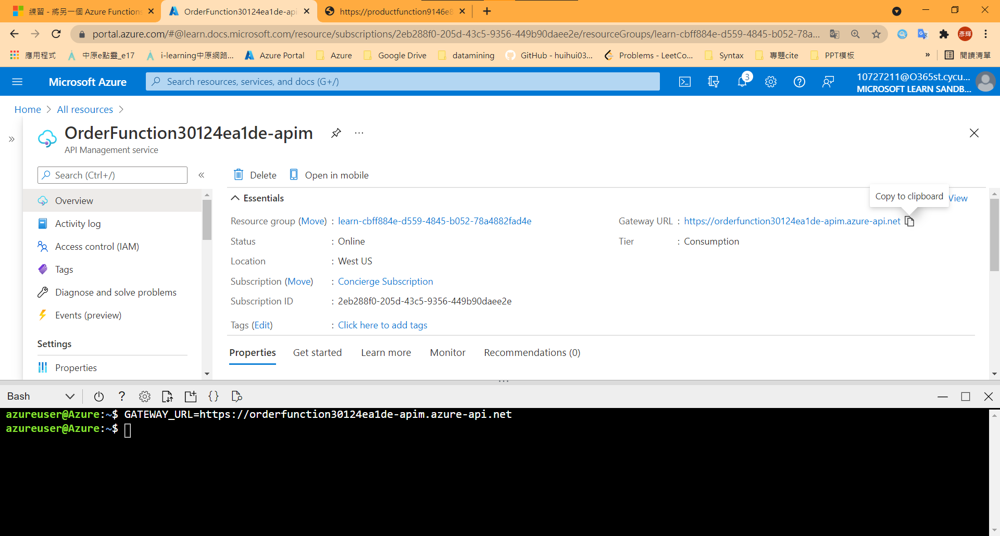 練習 - 將另一個 Azure Functions
OrderFunction30124ea1de-api
https://productfunction9146e8
portal.azure.com/#@learn.docs.microsoft.com/resource/subscriptions/2eb288f0-205d-43c5-9356-449b90daee2e/resourceGroups/learn-cbff884e-d559-4845-b052-78a...
彥輝
應用程式
中原e點靈_e17
i-learning中原網路...
Azure Portal
Azure
Google Drive
datamining
GitHub - huihui03...
Problems - LeetCo...
Syntax
專題cite
PPT模板
»
閱讀清單
Microsoft Azure
Search resources, services, and docs (G+/)
3
10727211@O365st.cycu...
MICROSOFT LEARN SANDB...
Home > All resources >
OrderFunction30124ea1de-apim
API Management service
Search (Ctrl+/)
Overview
Activity log
Access control (IAM)
Tags
Diagnose and solve problems
Events (preview)
Settings
Properties
Delete
Open in mobile
Essentials
Copy to clipboard
View
Resource group (Move) : learn-cbff884e-d559-4845-b052-78a4882fad4e
Status : Online
Location : West US
Subscription (Move) : Concierge Subscription
Subscription ID : 2eb288f0-205d-43c5-9356-449b90daee2e
Tags (Edit) : Click here to add tags
Gateway URL : https://orderfunction30124ea1de-apim.azure-api.net
Tier : Consumption
Properties
Get started
Learn more
Monitor
Recommendations (0)
Bash
azureuser@Azure:~$ GATEWAY_URL=https://orderfunction30124ea1de-apim.azure-api.net
azureuser@Azure:~$